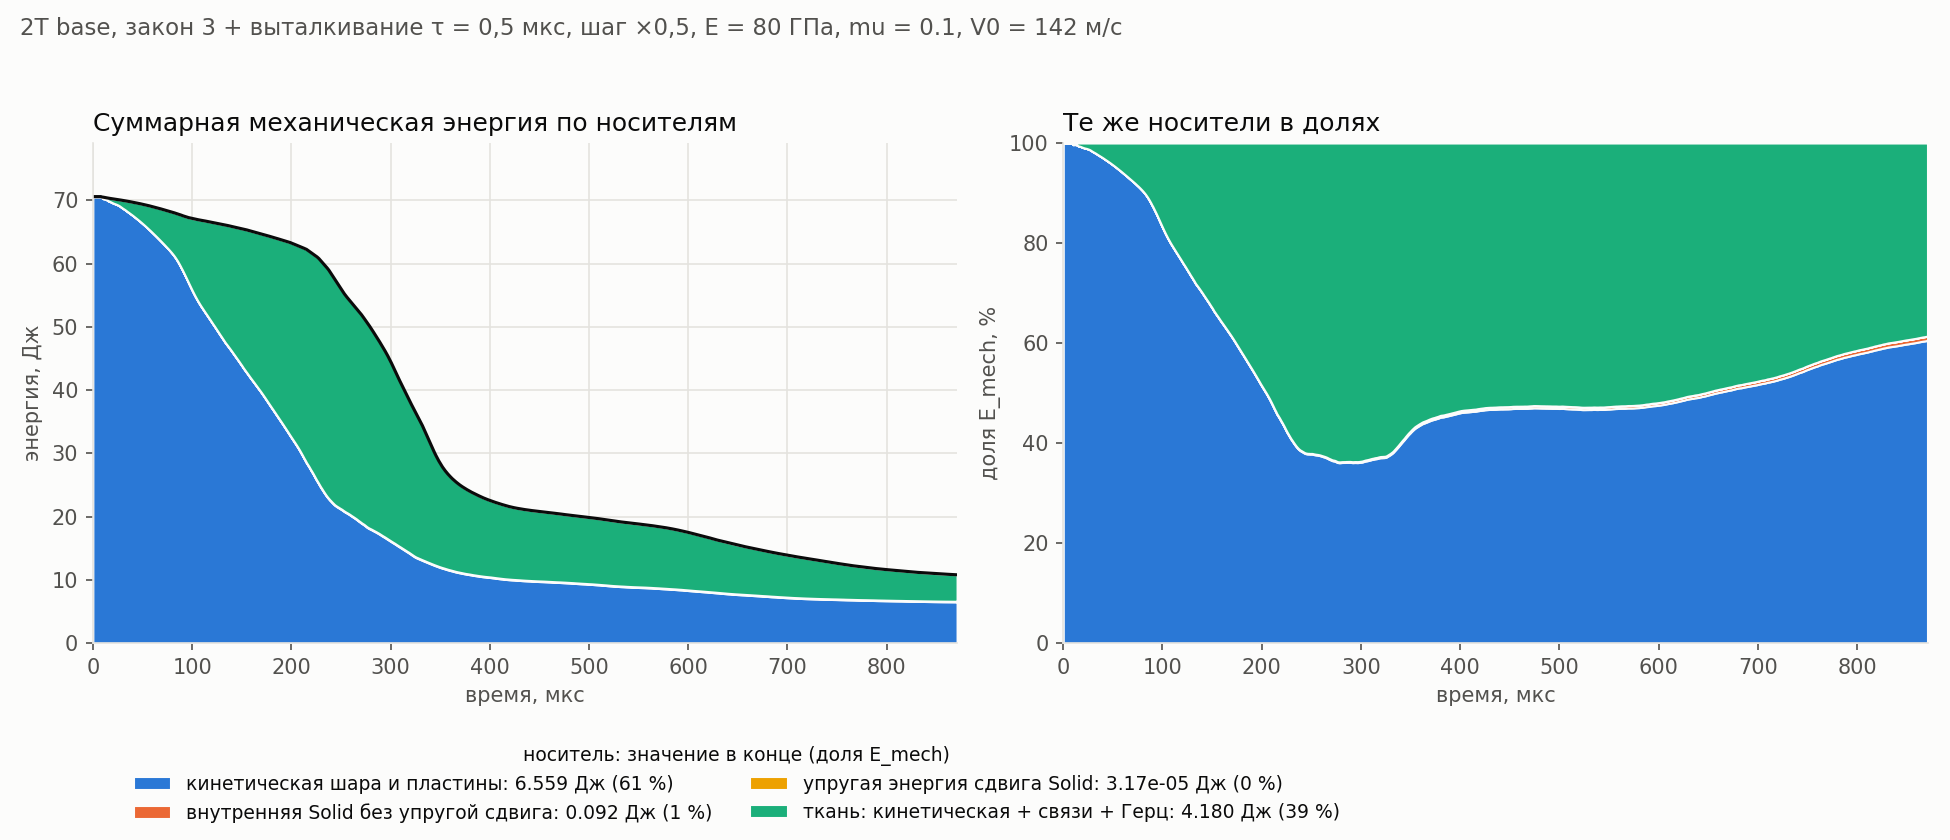 2T base, закон 3 + выталкивание τ = 0,5 мкс, шаг ×0,5, E = 80 ГПа, mu = 0.1, V0 = 142 м/с
Суммарная механическая энергия по носителям
энергия, Дж
70
60
50
40
30
20
10
0
0 100 200 300 400 500 600 700 800
время, мкс
Те же носители в долях
доля E_mech, %
100
80
60
40
20
0
0 100 200 300 400 500 600 700 800
время, мкс
носитель: значение в конце (доля E_mech)
кинетическая шара и пластины: 6.559 Дж (61 %)
внутренняя Solid без упругой сдвига: 0.092 Дж (1 %)
упругая энергия сдвига Solid: 3.17e-05 Дж (0 %)
ткань: кинетическая + связи + Герц: 4.180 Дж (39 %)